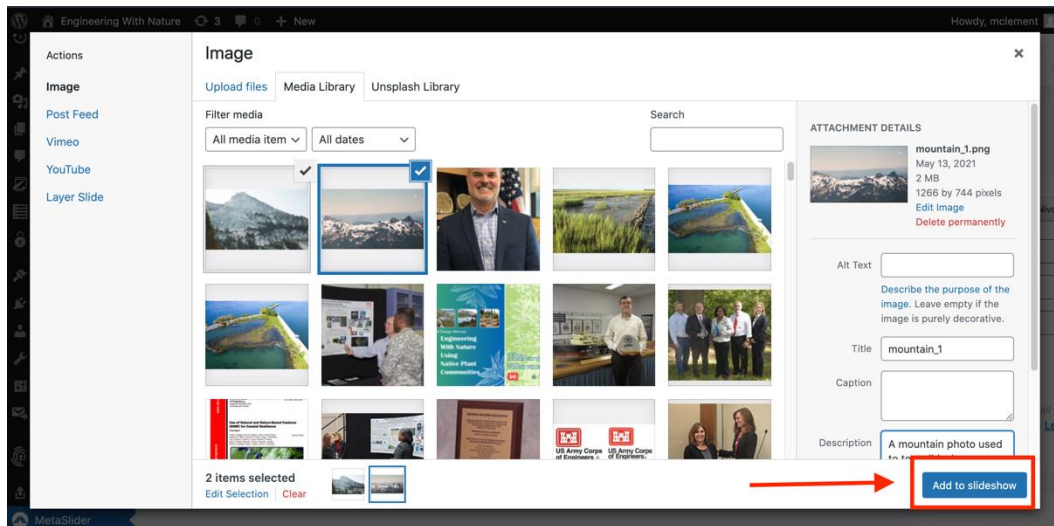 Engineering With Nature 3 0 + New Howdy, mclement
Actions
Image
Post Feed
Vimeo
YouTube
Layer Slide
Image
×
Upload files Media Library Unsplash Library
Filter media
All media item All dates
Search
Engineering
With Nature
Using
Native Plant
Communities
US Army Corps
of Engineers
US Army Corps
of Engineers.
ATTACHMENT DETAILS
mountain_1.png
May 13, 2021
2 MB
1266 by 744 pixels
Edit Image
Delete permanently
Alt Text
Describe the purpose of the
image. Leave empty if the
image is purely decorative.
Title mountain_1
Caption
Description A mountain photo used
2 items selected
Edit Selection Clear
Add to slideshow
MetaSlider